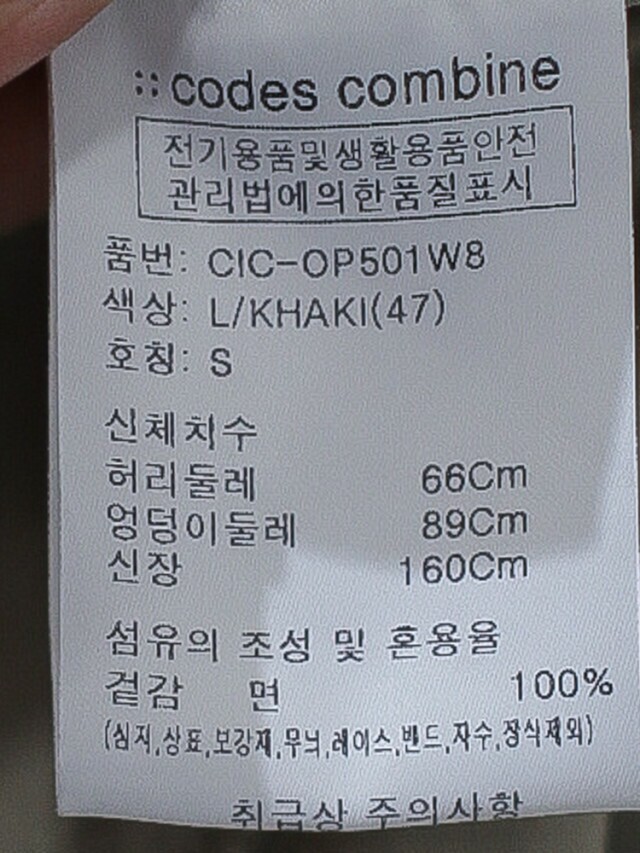 codes combine
전기용품및생활용품안전
관리법에의한품질표시
품번: CIC-OP501W8
색상: L/KHAKI(47)
호칭: S
신체치수
허리둘레 66Cm
엉덩이둘레 89Cm
신장 160Cm
섬유의 조성 및 혼용율
겉감 면 100%
(심지,상표,보강재,무늬,레이스,밴드,자수,장식제외)
취급상 주의사항